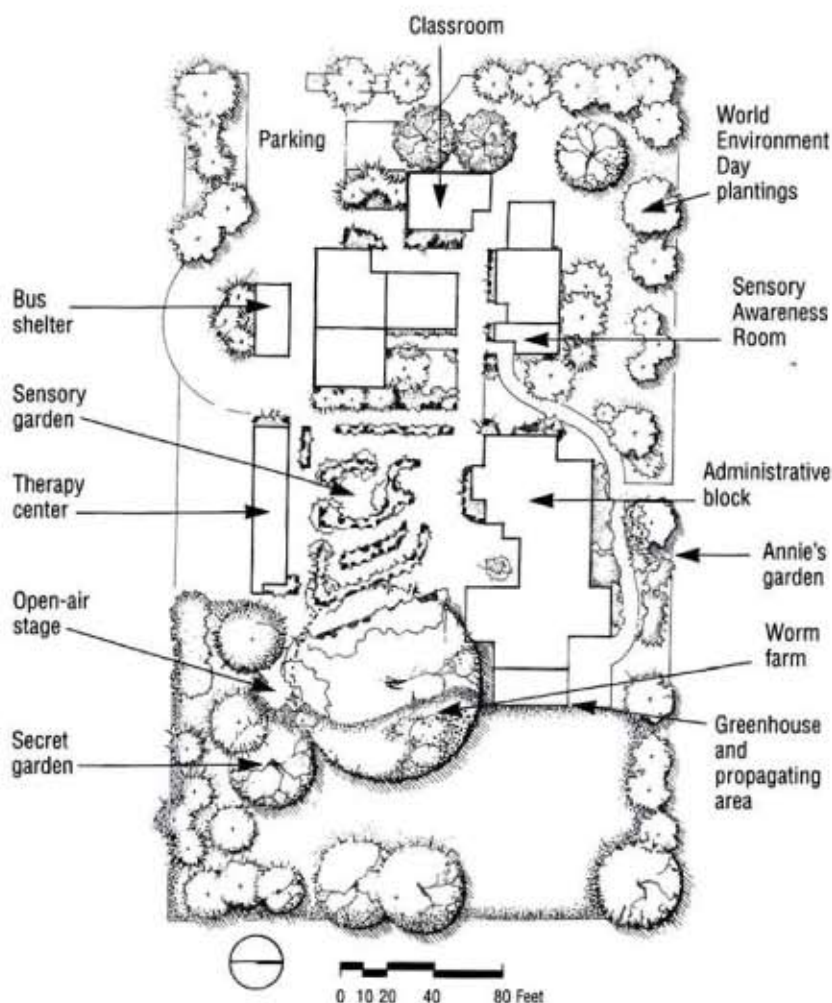 Classroom
Parking
World
Environment
Day
plantings
Bus
shelter
Sensory
Awareness
Room
Sensory
garden
Therapy
center
Administrative
block
Annie's
garden
Open-air
stage
Worm
farm
Secret
garden
Greenhouse
and
propagating
area
0 10 20 40 80 Feet